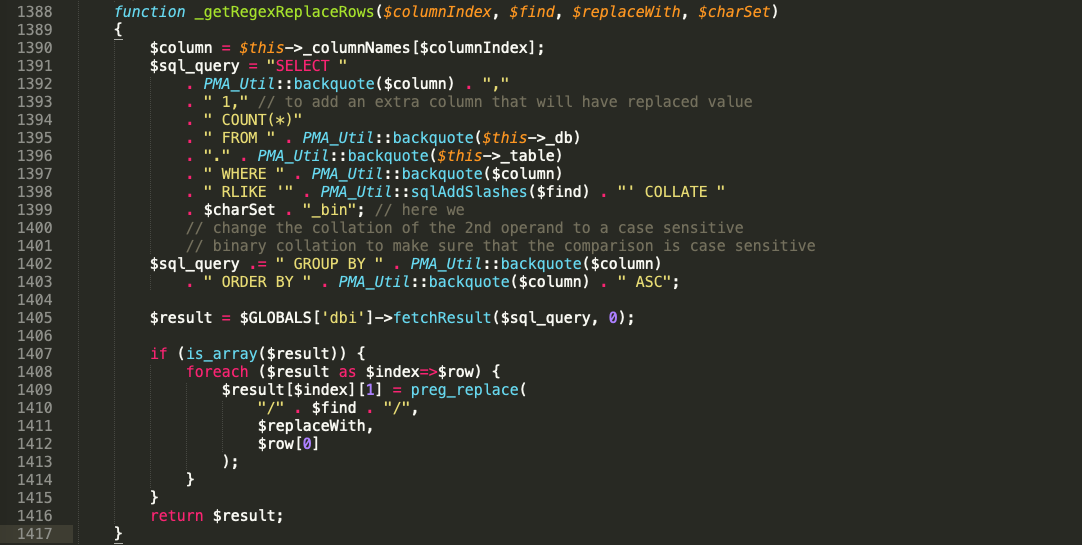 1388 function _getRegexReplaceRows($columnIndex, $find, $replaceWith, $charSet)
1389 {
1390 $column = $this->_columnNames[$columnIndex];
1391 $sql_query = "SELECT "
1392 . PMA_Util::backquote($column) . ","
1393 . " 1," // to add an extra column that will have replaced value
1394 . " COUNT(*)"
1395 . " FROM " . PMA_Util::backquote($this->_db)
1396 . "." . PMA_Util::backquote($this->_table)
1397 . " WHERE " . PMA_Util::backquote($column)
1398 . " RLIKE '" . PMA_Util::sqlAddSlashes($find) . "' COLLATE "
1399 . $charSet . "_bin"; // here we
1400 // change the collation of the 2nd operand to a case sensitive
1401 // binary collation to make sure that the comparison is case sensitive
1402 $sql_query .= " GROUP BY " . PMA_Util::backquote($column)
1403 . " ORDER BY " . PMA_Util::backquote($column) . " ASC";
1404
1405 $result = $GLOBALS['dbi']->fetchResult($sql_query, 0);
1406
1407 if (is_array($result)) {
1408 foreach ($result as $index=>$row) {
1409 $result[$index][1] = preg_replace(
1410 "/" . $find . "/",
1411 $replaceWith,
1412 $row[0]
1413 );
1414 }
1415 }
1416 return $result;
1417 }